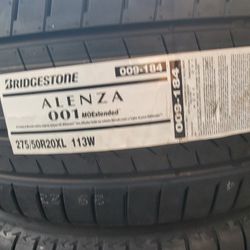 BRIDGESTONE
009-184
ALENZA
001 MOExtended
275/50R20XL 113W
009-184